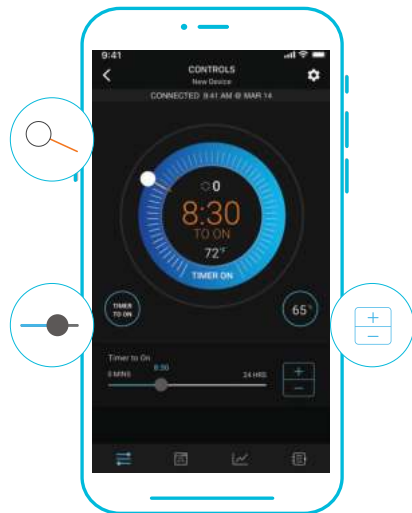 9:41
CONTROLS
New Device
CONNECTED 9:41 AM @ MAR 14
0
8:30
TO ON
72°F
TIMER ON
TIMER
TO ON
65°
Timer to On
8:30
0 MINS
24 HRS
+
−
+
−